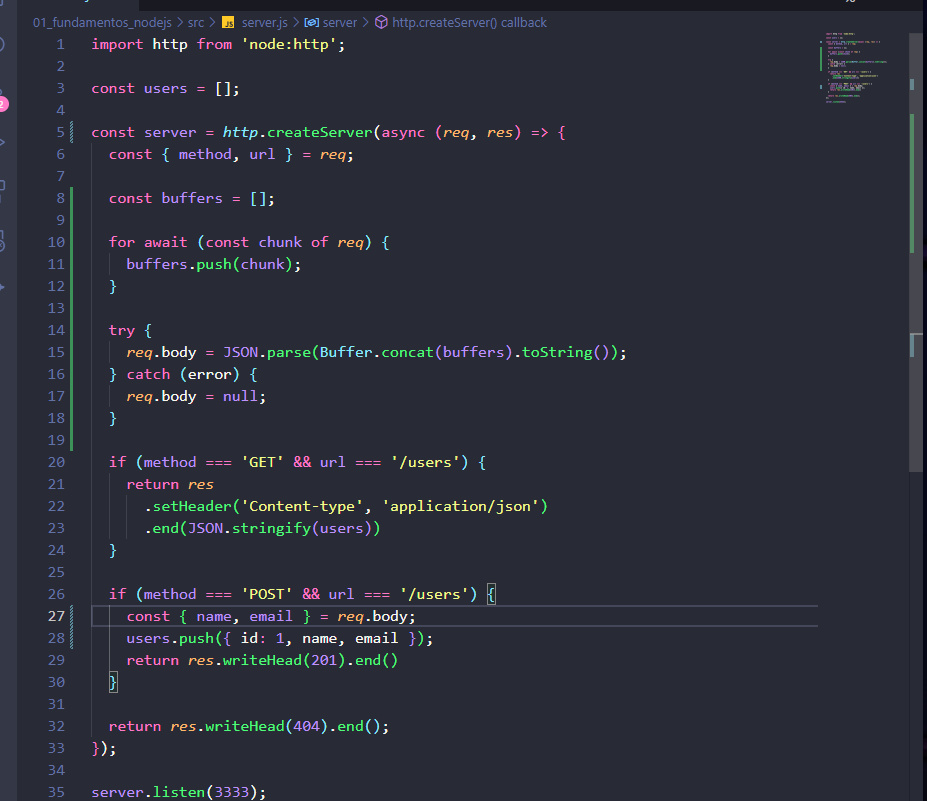 01_fundamentos_nodejs > src > JS server.js > server > http.createServer() callback
1 import http from 'node:http';
2
3 const users = [];
4
5 const server = http.createServer(async (req, res) => {
6 const { method, url } = req;
7
8 const buffers = [];
9
10 for await (const chunk of req) {
11 buffers.push(chunk);
12 }
13
14 try {
15 req.body = JSON.parse(Buffer.concat(buffers).toString());
16 } catch (error) {
17 req.body = null;
18 }
19
20 if (method === 'GET' && url === '/users') {
21 return res
22 .setHeader('Content-type', 'application/json')
23 .end(JSON.stringify(users))
24 }
25
26 if (method === 'POST' && url === '/users') {
27 const { name, email } = req.body;
28 users.push({ id: 1, name, email });
29 return res.writeHead(201).end()
30 }
31
32 return res.writeHead(404).end();
33 });
34
35 server.listen(3333);
2